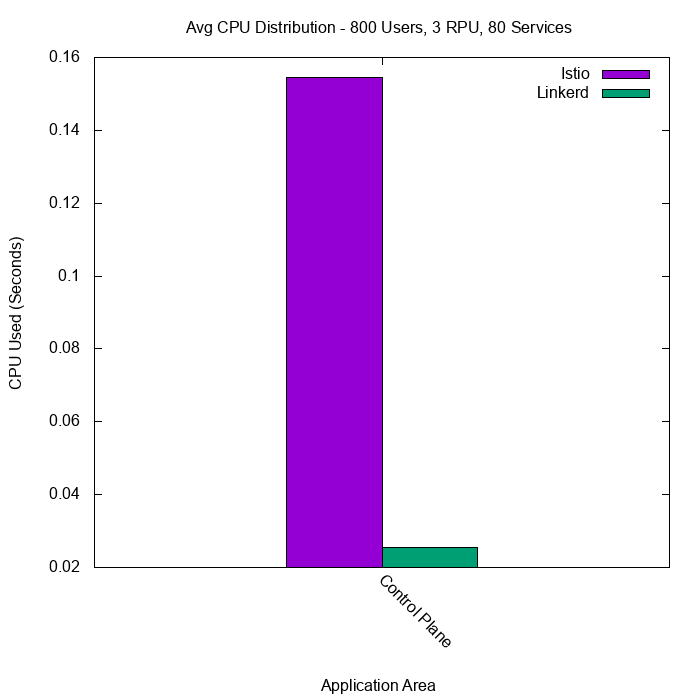 Avg CPU Distribution - 800 Users, 3 RPU, 80 Services
Istio
Linkerd
0.16
0.14
0.12
0.1
0.08
0.06
0.04
0.02
CPU Used (Seconds)
Control Plane
Application Area